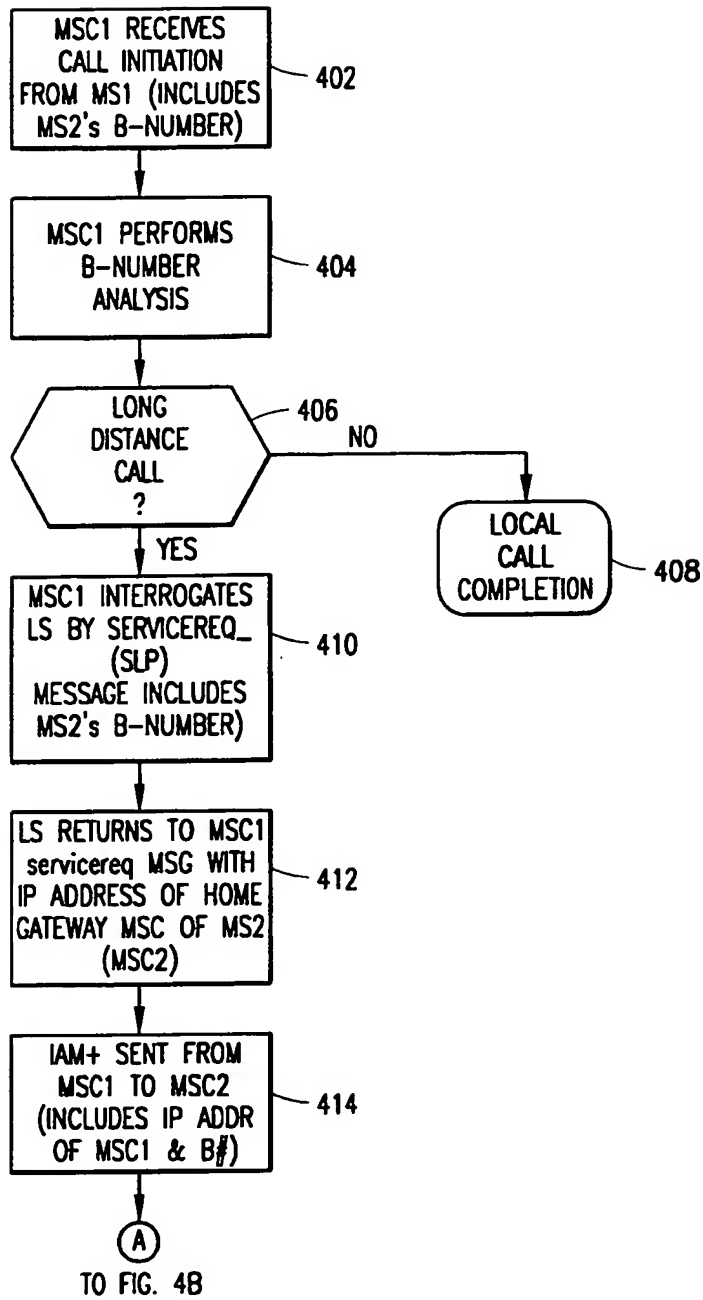 MSC1 RECEIVES
CALL INITIATION
FROM MS1 (INCLUDES
MS2's B-NUMBER)
402
MSC1 PERFORMS
B-NUMBER
ANALYSIS
404
LONG
DISTANCE
CALL
?
406
NO
YES
LOCAL
CALL
COMPLETION
408
MSC1 INTERROGATES
LS BY SERVICEREQ_
(SLP)
MESSAGE INCLUDES
MS2's B-NUMBER)
410
LS RETURNS TO MSC1
servicereq MSG WITH
IP ADDRESS OF HOME
GATEWAY MSC OF MS2
(MSC2)
412
IAM+ SENT FROM
MSC1 TO MSC2
(INCLUDES IP ADDR
OF MSC1 & B#)
414
A
TO FIG. 4B